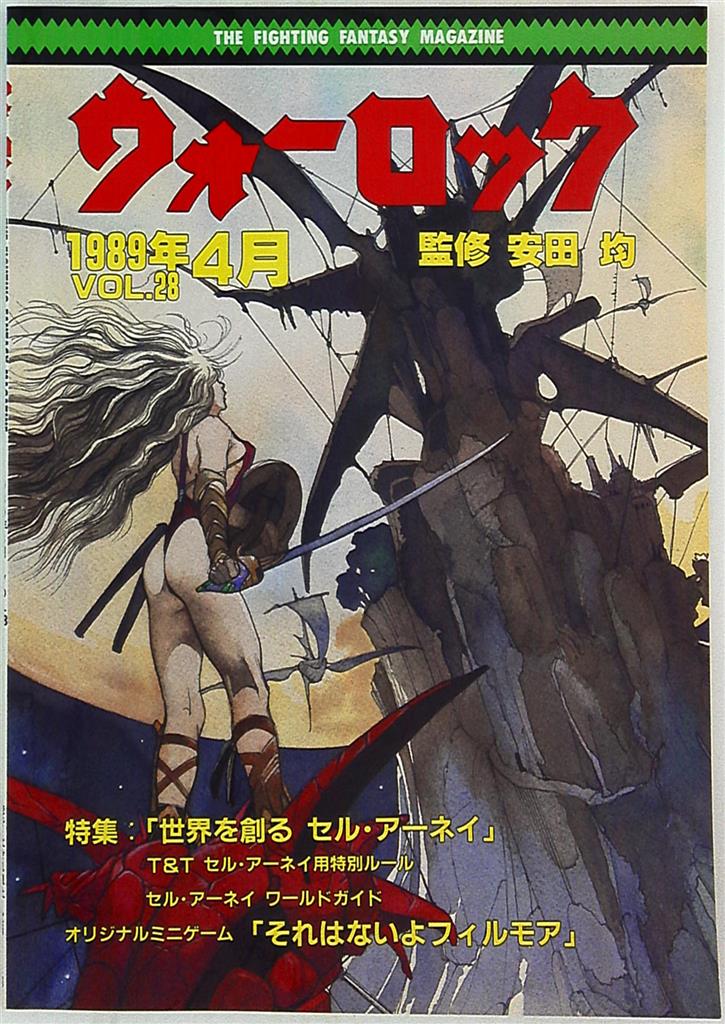 THE FIGHTING FANTASY MAGAZINE
ウォーロック
1989年4月
VOL.28
監修 安田 均
特集:「世界を創る セル・アーネイ」
T&T セル・アーネイ用特別ルール
セル・アーネイ ワールドガイド
オリジナルミニゲーム 「それはないよフィルモア」